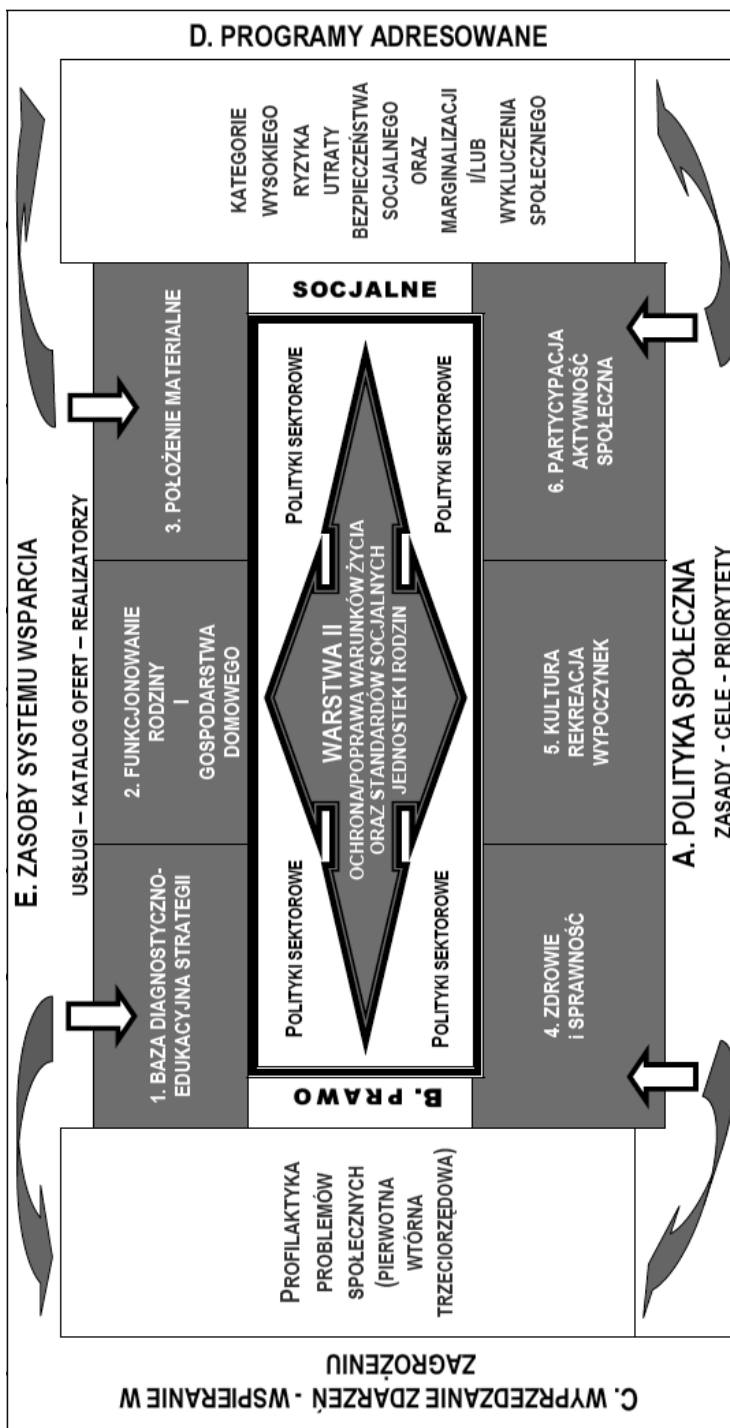 E. ZASOBY SYSTEMU WSPARCIA
USŁUGI – KATALOG OFERT – REALIZATORZY
C. WYPRZEDZANIE ZDARZEŃ - WSPIERANIE W
ZAGROŻENIU
PROFILAKTYKA
PROBLEMÓW
SPOŁECZNYCH
(PIERWOTNA
WTÓRNA
TRZECIORZĘDOWA)
1. BAZA DIAGNOSTYCZNO-
EDUKACYJNA STRATEGII
2. FUNKCJONOWANIE
RODZINY
I
GOSPODARSTWA
DOMOWEGO
3. POŁOŻENIE MATERIALNE
B. PRAWO
POLITYKI SEKTOROWE
POLITYKI SEKTOROWE
WARSTWA II
OCHRONA/POPRAWA WARUNKÓW ŻYCIA
ORAZ STANDARDÓW SOCJALNYCH
JEDNOSTEK I RODZIN
POLITYKI SEKTOROWE
POLITYKI SEKTOROWE
SOCJALNE
4. ZDROWIE
i SPRAWNOŚĆ
5. KULTURA
REKREACJA
WYPOCZYNEK
6. PARTYCYPACJA
AKTYWNOŚĆ
SPOŁECZNA
KATEGORIE
WYSOKIEGO
RYZYKA
UTRATY
BEZPIECZEŃSTWA
SOCJALNEGO
ORAZ
MARGINALIZACJI
I/LUB
WYKLUCZENIA
SPOŁECZNEGO
D. PROGRAMY ADRESOWANE
A. POLITYKA SPOŁECZNA
ZASADY - CELE - PRIORYTETY